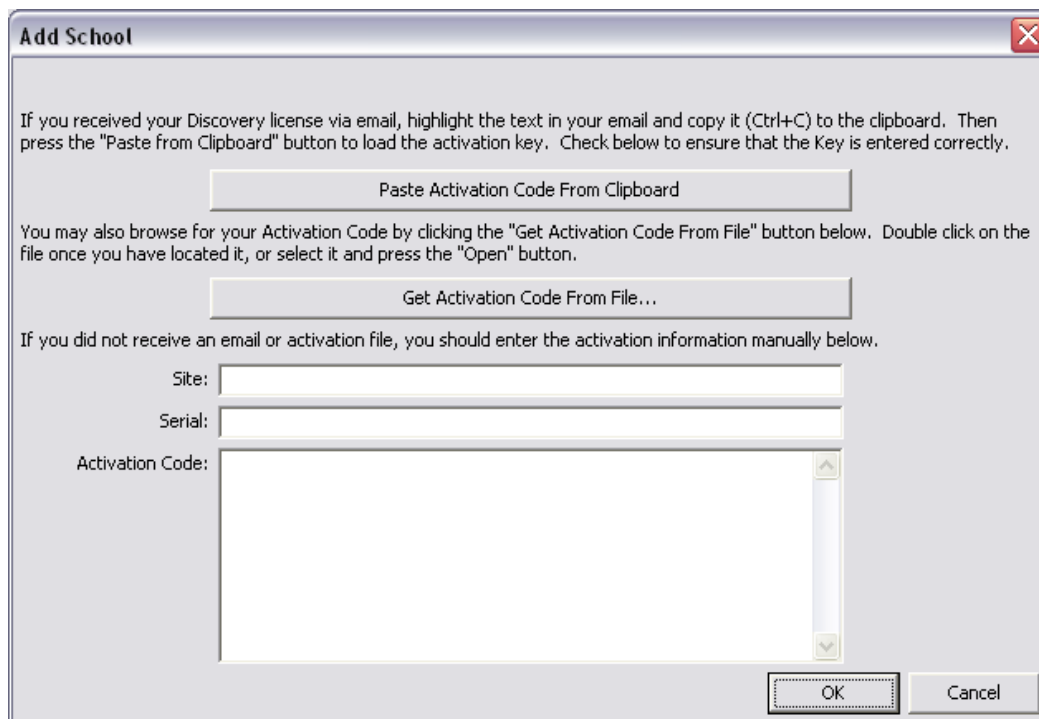 Add School
If you received your Discovery license via email, highlight the text in your email and copy it (Ctrl+C) to the clipboard.  Then
press the "Paste from Clipboard" button to load the activation key.  Check below to ensure that the Key is entered correctly.
Paste Activation Code From Clipboard
You may also browse for your Activation Code by clicking the "Get Activation Code From File" button below.  Double click on the
file once you have located it, or select it and press the "Open" button.
Get Activation Code From File...
If you did not receive an email or activation file, you should enter the activation information manually below.
Site:
Serial:
Activation Code:
OK Cancel